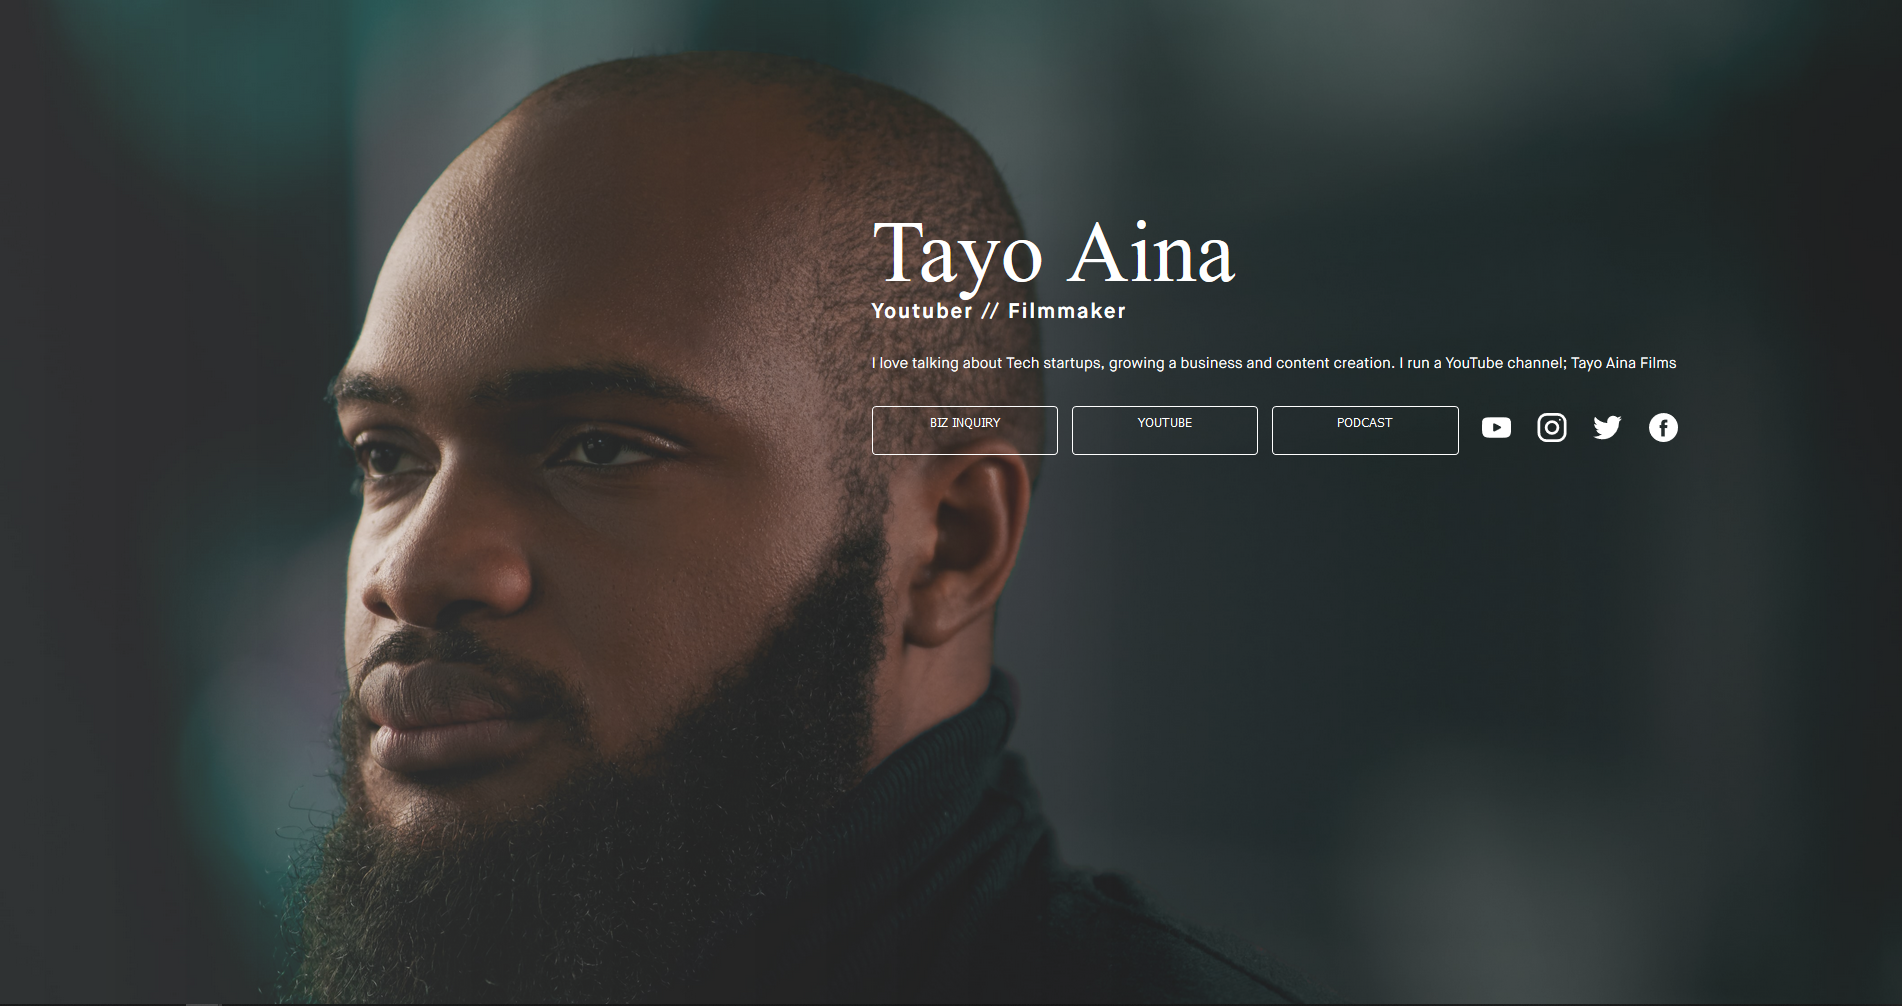 Tayo Aina
Youtuber // Filmmaker
I love talking about Tech startups, growing a business and content creation. I run a YouTube channel; Tayo Aina Films
BIZ INQUIRY
YOUTUBE
PODCAST